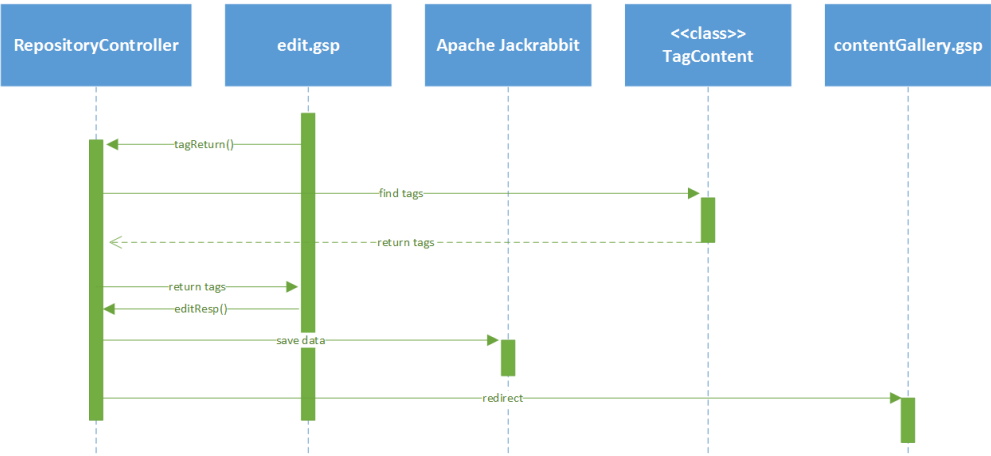 RepositoryController
edit.gsp
Apache Jackrabbit
<<class>>
TagContent
contentGallery.gsp
tagReturn()
find tags
return tags
return tags
editResp()
save data
redirect